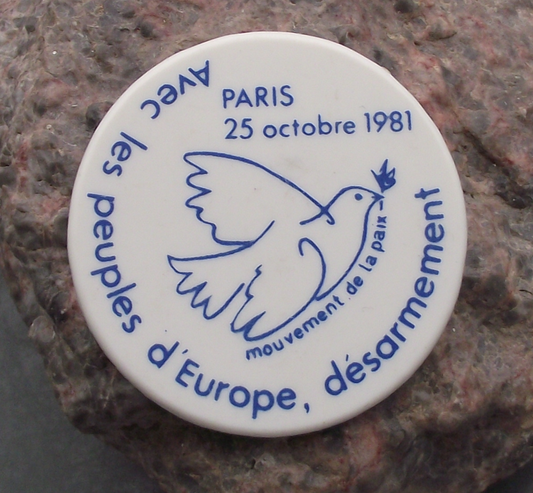 PARIS
25 octobre 1981
Avec les peuples d'Europe, désarmement
mouvement de la paix